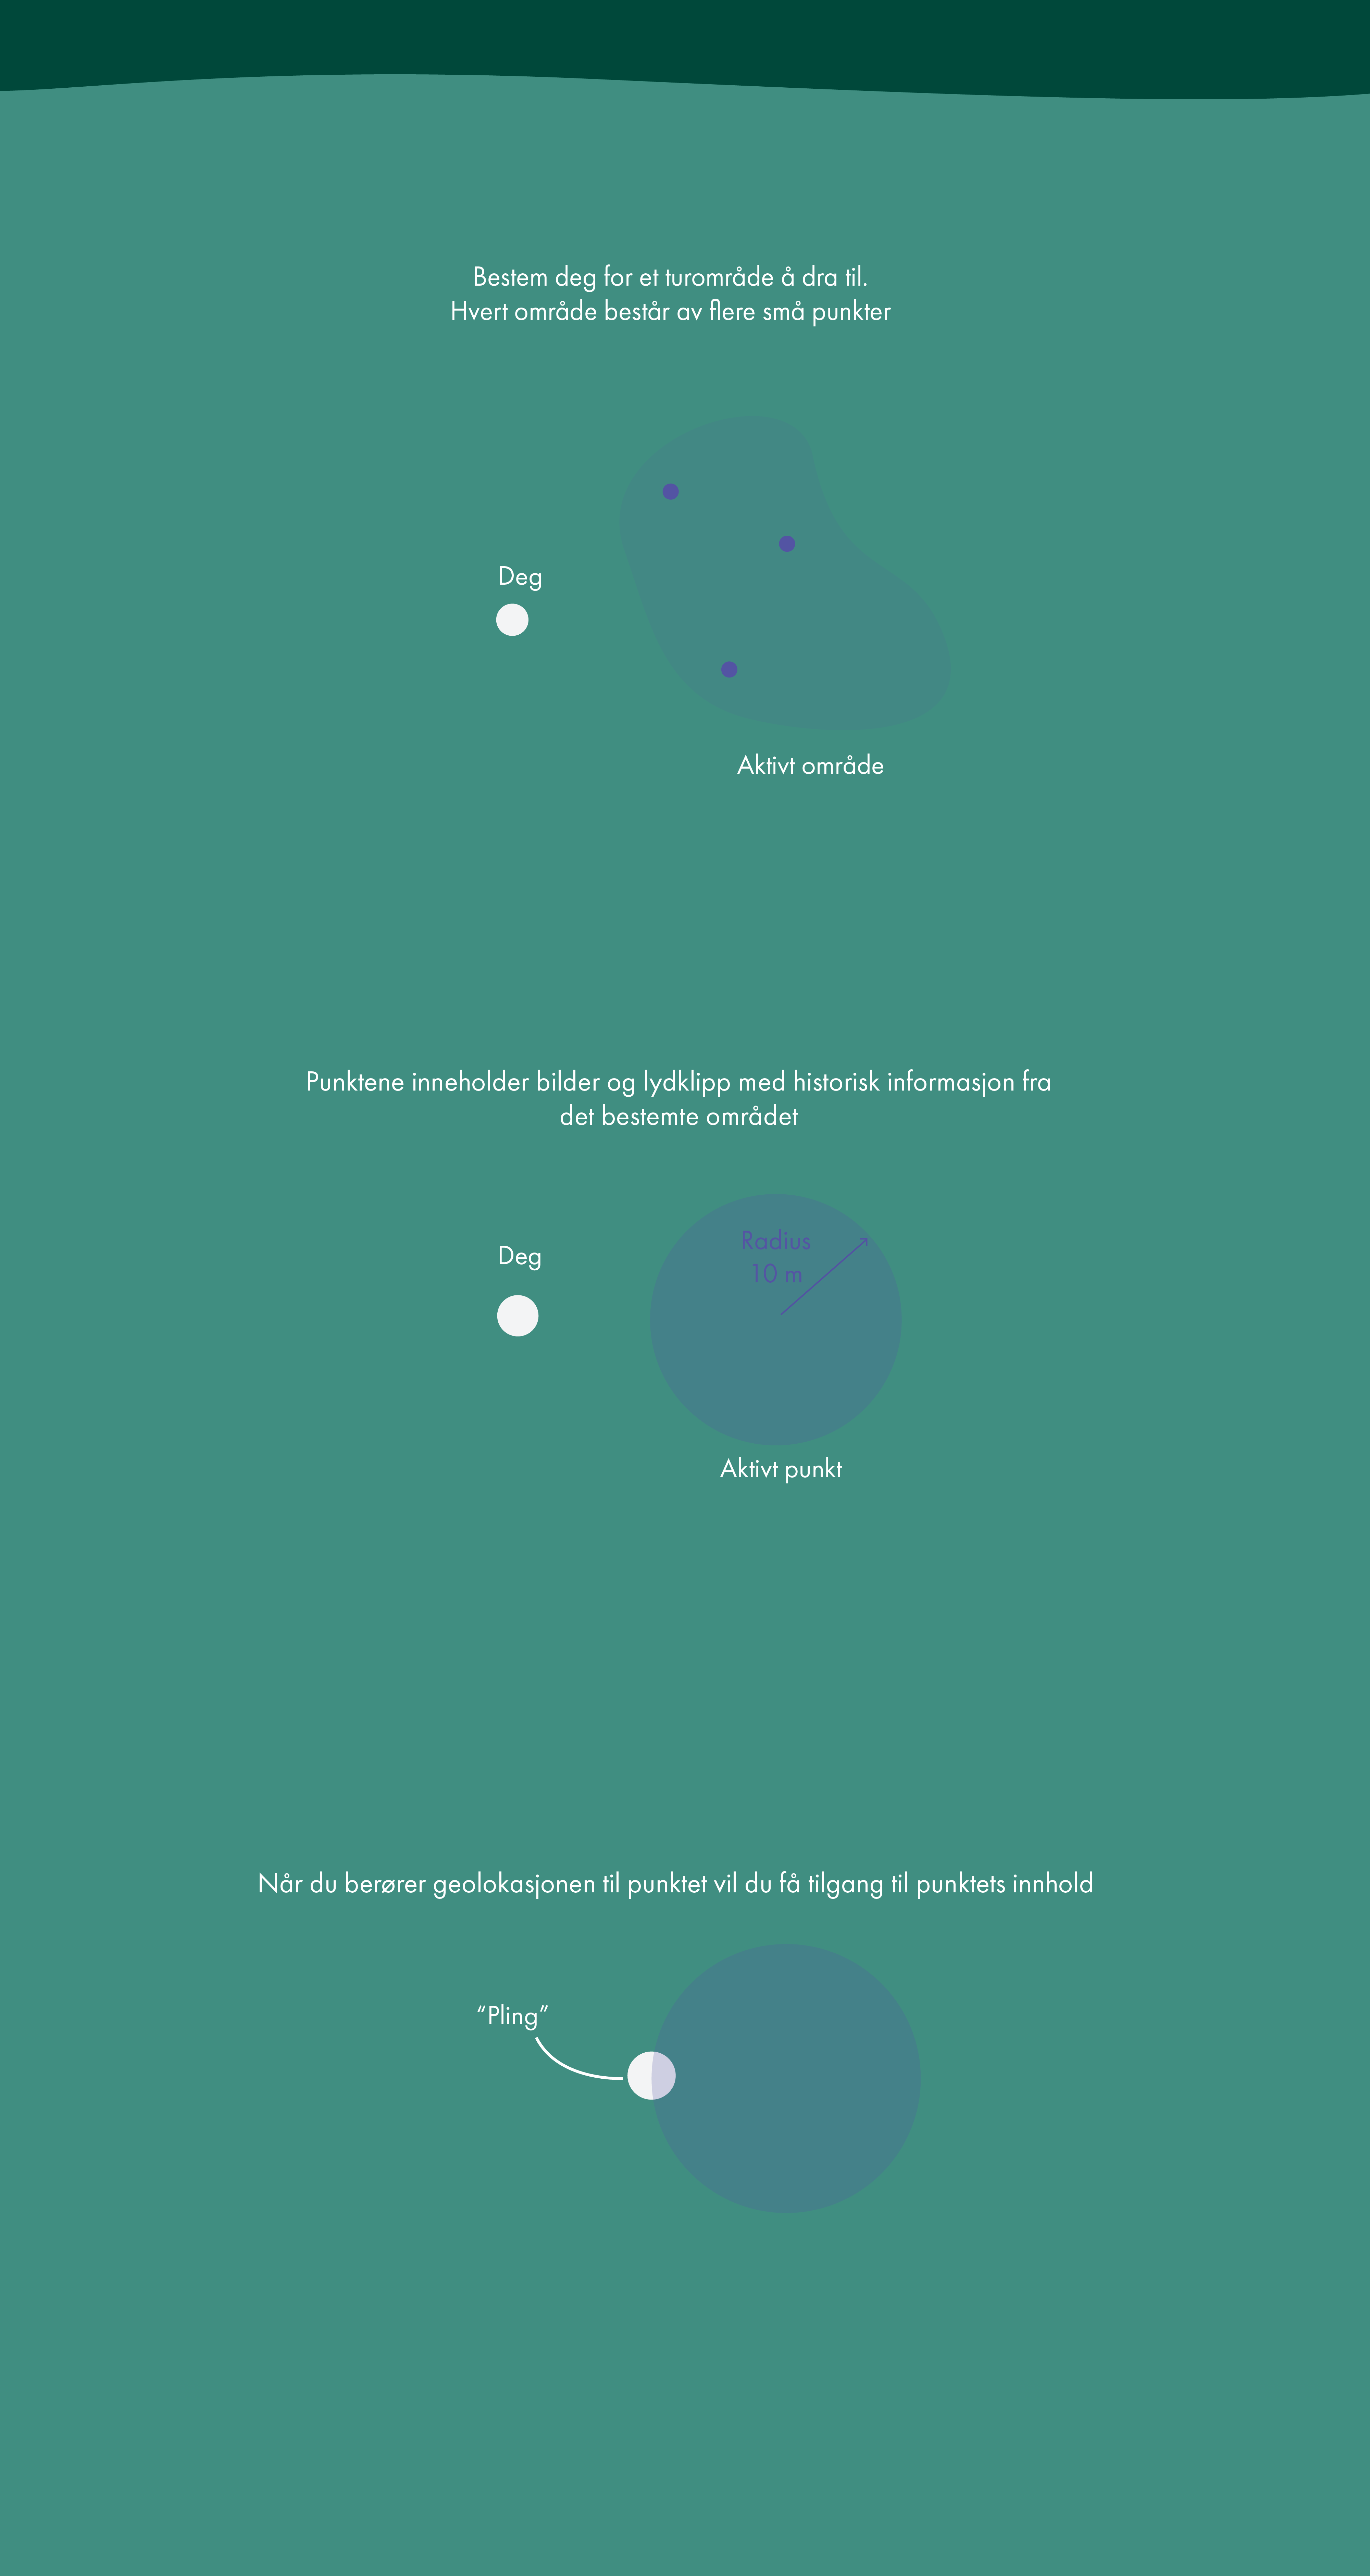 Bestem deg for et turområde å dra til.
Hvert område består av flere små punkter
Deg
Aktivt område
Punktene inneholder bilder og lydklipp med historisk informasjon fra
det bestemte området
Deg
Radius
10 m
Aktivt punkt
Når du berører geolokasjonen til punktet vil du få tilgang til punktets innhold
“Pling”